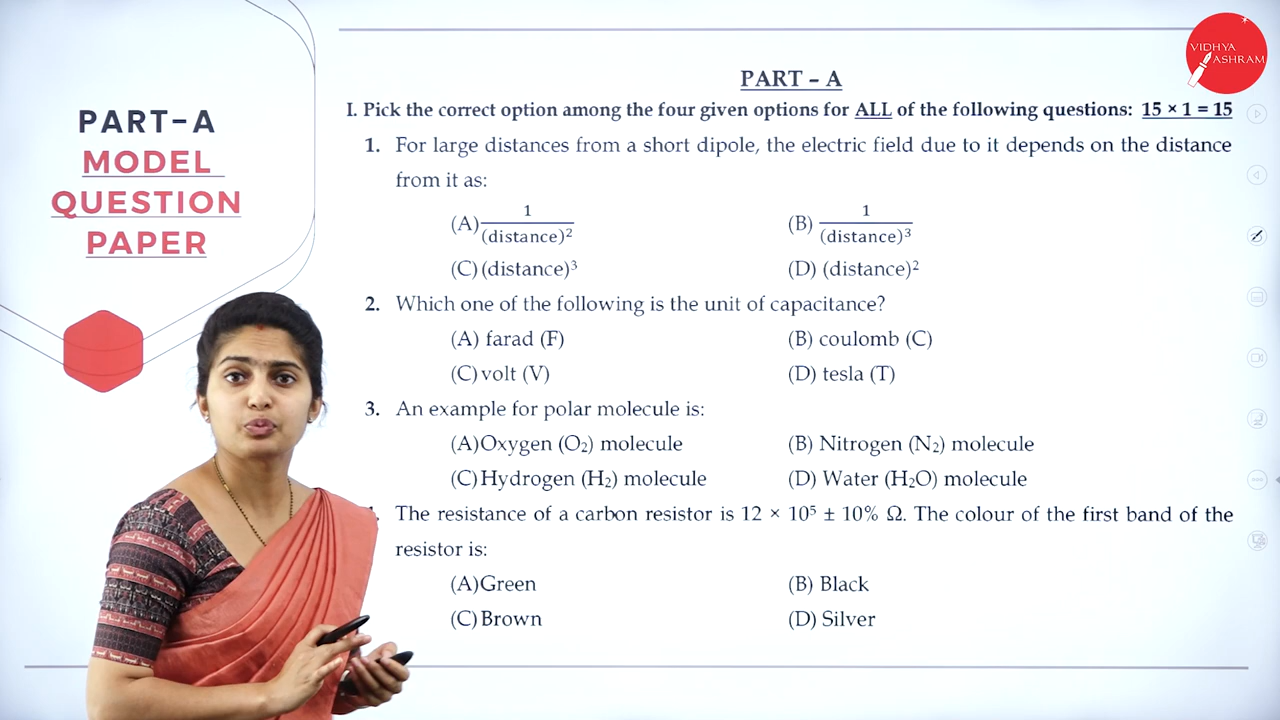 VIDHYA
ASHRAM
PART-A
MODEL
QUESTION
PAPER
PART – A
I. Pick the correct option among the four given options for ALL of the following questions: 15 × 1 = 15
1. For large distances from a short dipole, the electric field due to it depends on the distance
from it as:
(A) 1/(distance)² (B) 1/(distance)³
(C) (distance)³ (D) (distance)²
2. Which one of the following is the unit of capacitance?
(A) farad (F) (B) coulomb (C)
(C) volt (V) (D) tesla (T)
3. An example for polar molecule is:
(A) Oxygen (O₂) molecule (B) Nitrogen (N₂) molecule
(C) Hydrogen (H₂) molecule (D) Water (H₂O) molecule
The resistance of a carbon resistor is 12 × 10⁵ ± 10% Ω. The colour of the first band of the
resistor is:
(A) Green (B) Black
(C) Brown (D) Silver